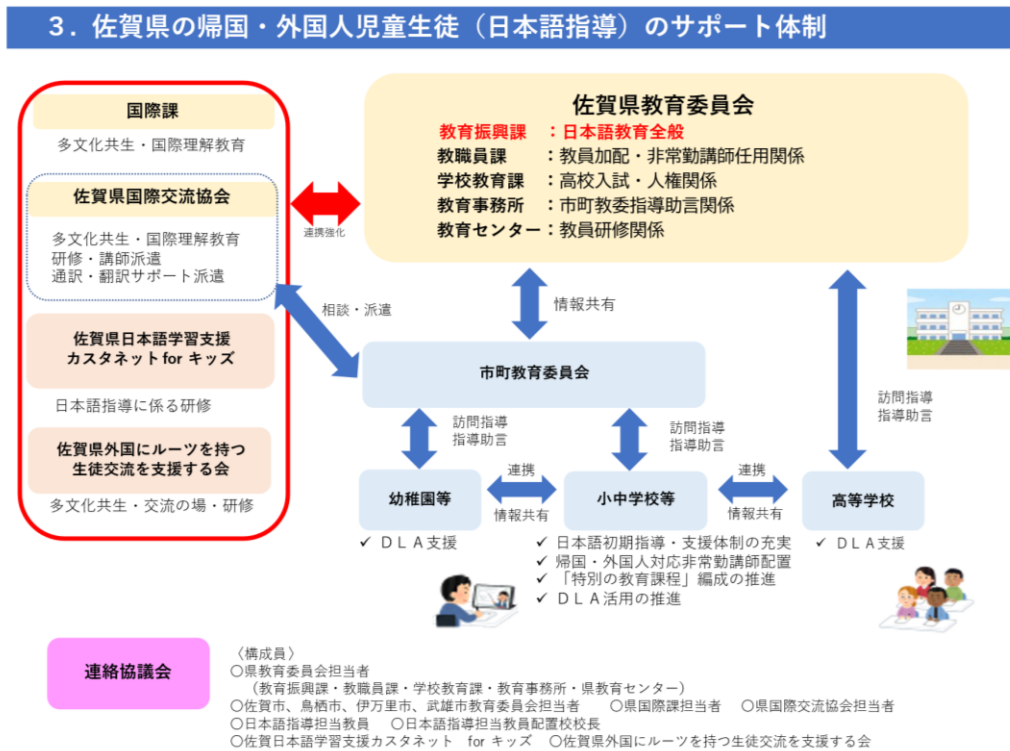 ３．佐賀県の帰国・外国人児童生徒（日本語指導）のサポート体制
国際課
多文化共生・国際理解教育
佐賀県国際交流協会
多文化共生・国際理解教育
研修・講師派遣
通訳・翻訳サポート派遣
佐賀県日本語学習支援
カスタネット for キッズ
日本語指導に係る研修
佐賀県外国にルーツを持つ
生徒交流を支援する会
多文化共生・交流の場・研修
連携強化
佐賀県教育委員会
教育振興課　：日本語教育全般
教職員課　：教員加配・非常勤講師任用関係
学校教育課　：高校入試・人権関係
教育事務所　：市町教委指導助言関係
教育センター：教員研修関係
相談・派遣
情報共有
市町教育委員会
訪問指導
指導助言
訪問指導
指導助言
訪問指導
指導助言
幼稚園等
連携
情報共有
小中学校等
連携
情報共有
高等学校
✓ ＤＬＡ支援
✓ 日本語初期指導・支援体制の充実
✓ 帰国・外国人対応非常勤講師配置
✓ 「特別の教育課程」編成の推進
✓ ＤＬＡ活用の推進
✓ ＤＬＡ支援
連絡協議会
〈構成員〉
○県教育委員会担当者
（教育振興課・教職員課・学校教育課・教育事務所・県教育センター）
○佐賀市、鳥栖市、伊万里市、武雄市教育委員会担当者　○県国際課担当者　○県国際交流協会担当者
○日本語指導担当教員　○日本語指導担当教員配置校校長
○佐賀日本語学習支援カスタネット　for キッズ　○佐賀県外国にルーツを持つ生徒交流を支援する会